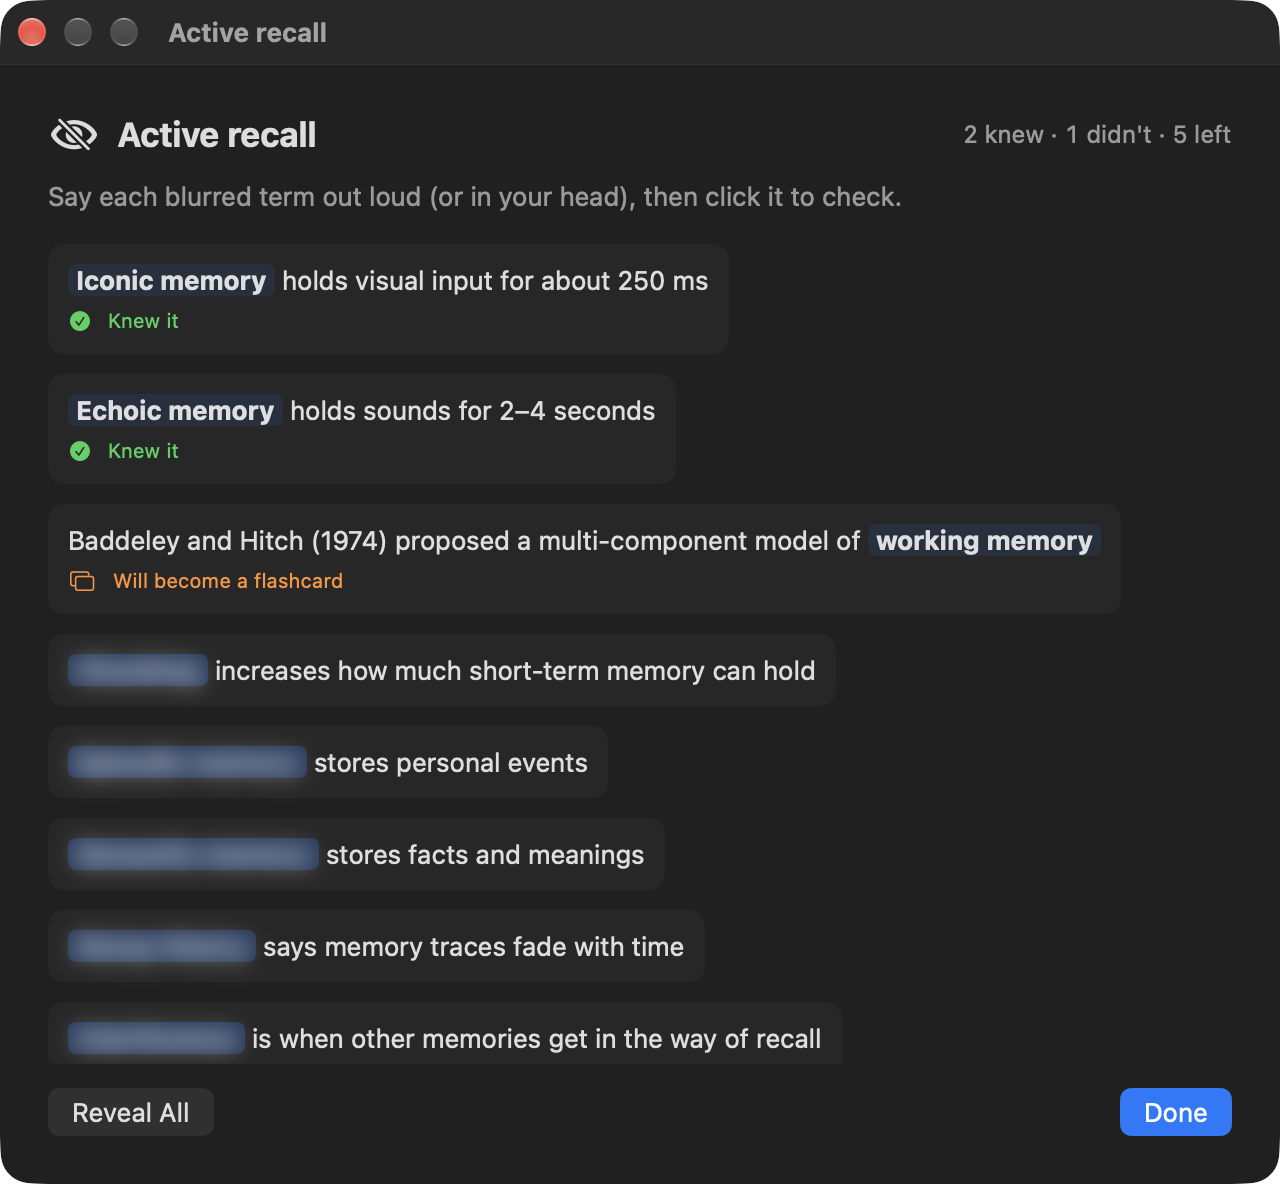 Active recall
Active recall
2 knew · 1 didn't · 5 left
Say each blurred term out loud (or in your head), then click it to check.
Iconic memory holds visual input for about 250 ms
Knew it
Echoic memory holds sounds for 2–4 seconds
Knew it
Baddeley and Hitch (1974) proposed a multi-component model of working memory
Will become a flashcard
increases how much short-term memory can hold
stores personal events
stores facts and meanings
says memory traces fade with time
is when other memories get in the way of recall
Reveal All
Done